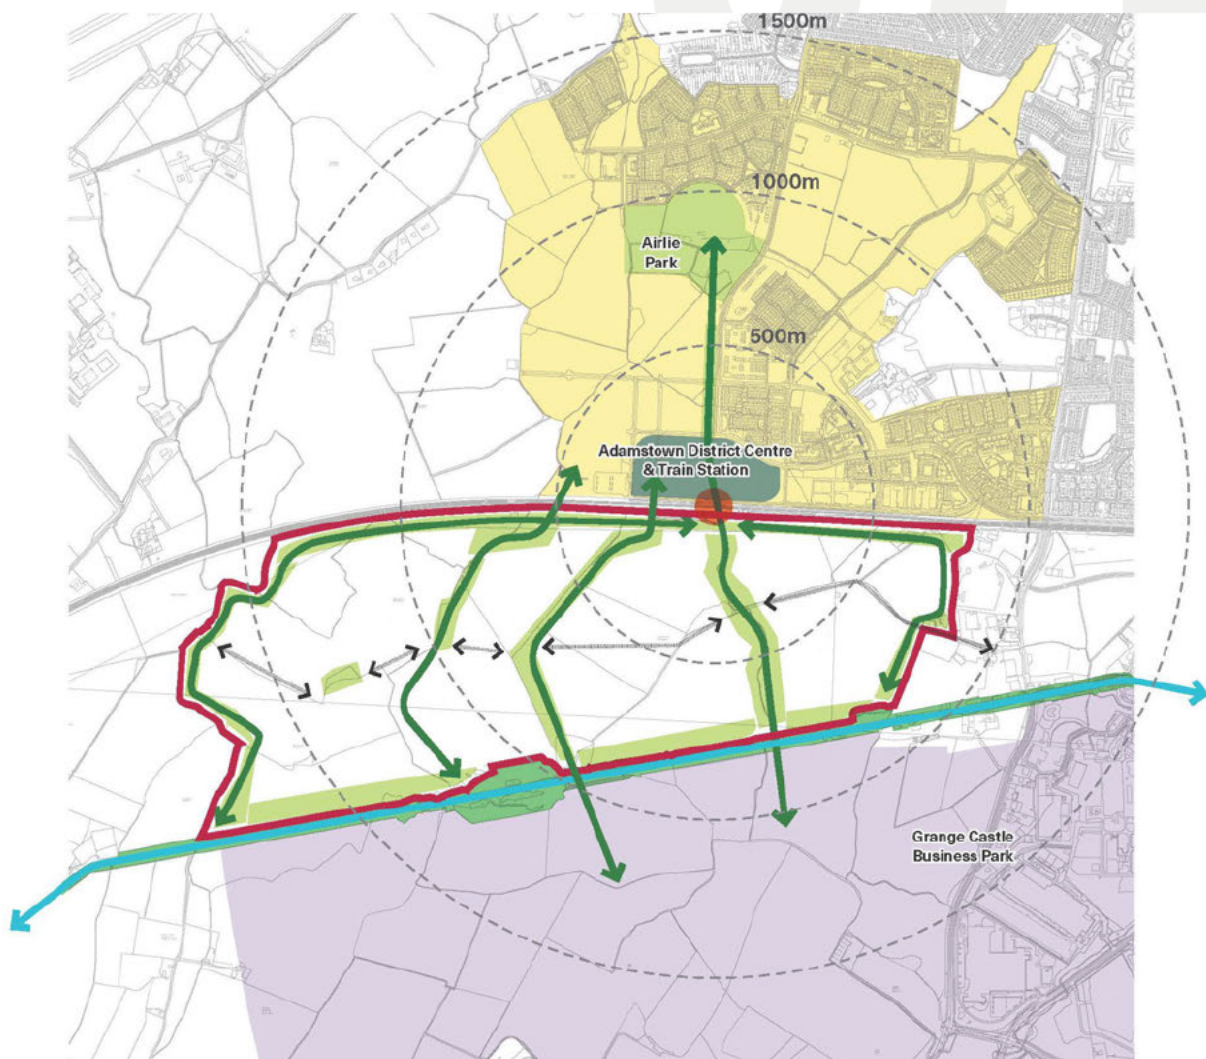 1500m
1000m
Airlie
Park
500m
Adamstown District Centre
& Train Station
Grange Castle
Business Park